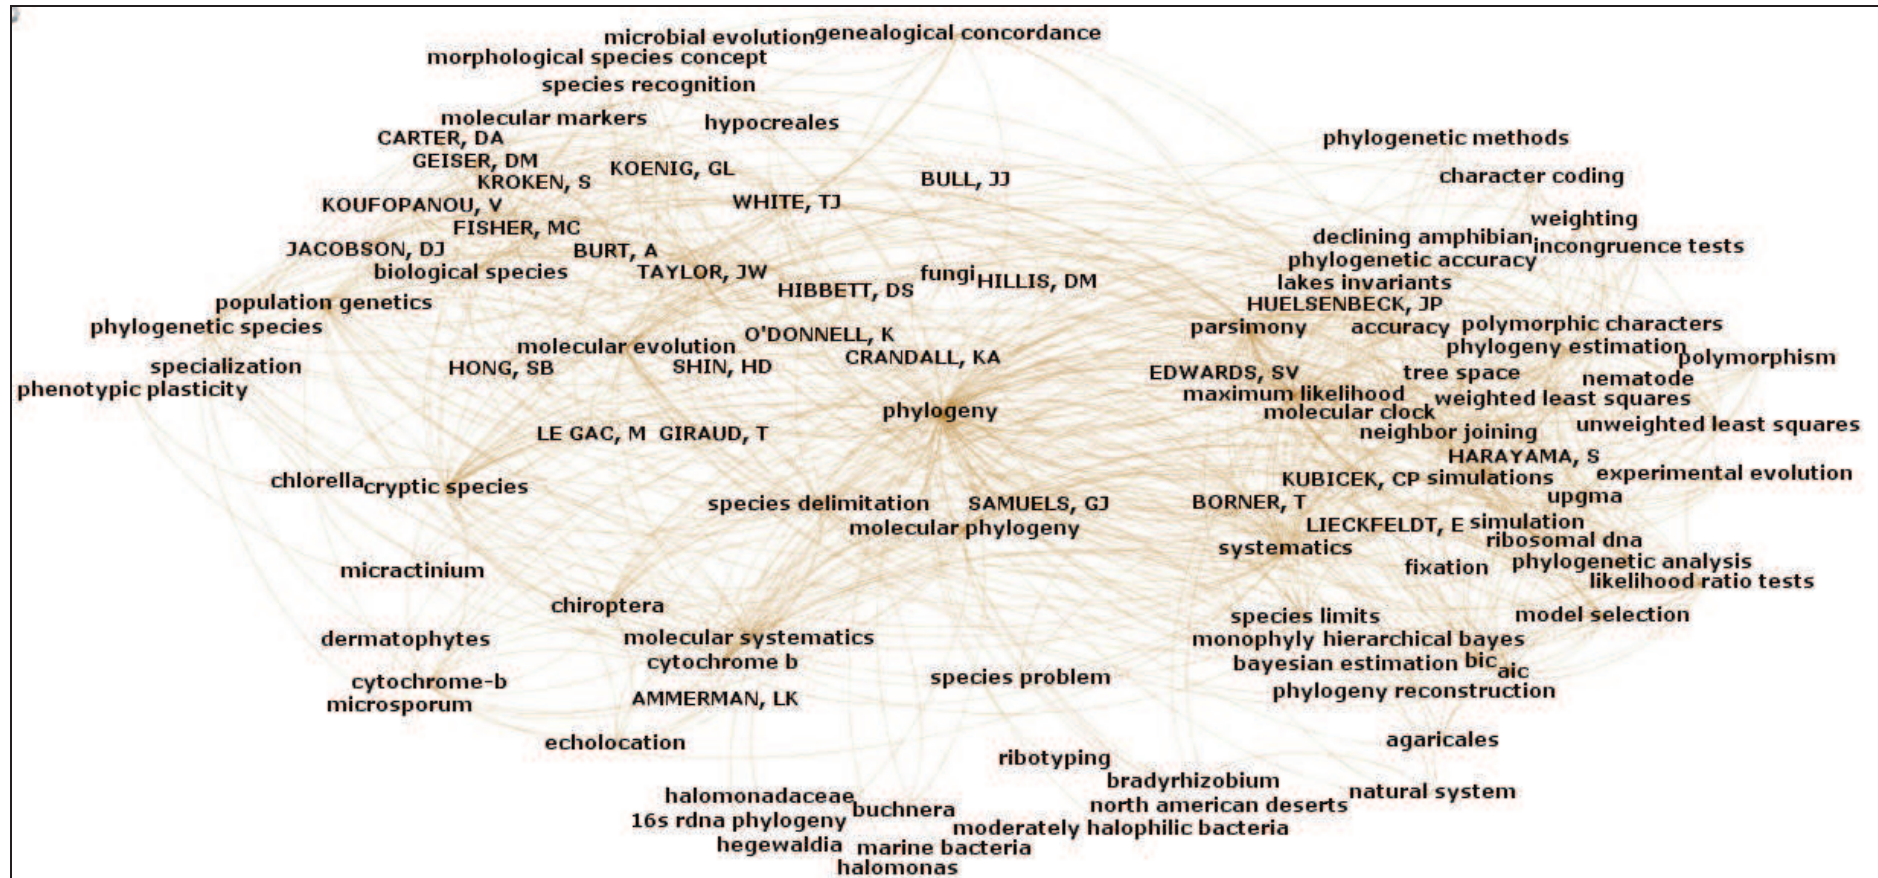 microbial evolution
genealogical concordance
morphological species concept
species recognition
molecular markers
hypocreales
CARTER, DA
phylogenetic methods
GEISER, DM
KOENIG, GL
KROKEN, S
BULL, JJ
character coding
KOUFOPANOU, V
WHITE, TJ
weighting
FISHER, MC
declining amphibian
incongruence tests
JACOBSON, DJ
BURT, A
phylogenetic accuracy
biological species
TAYLOR, JW
fungi
HILLIS, DM
lakes invariants
HIBBETT, DS
population genetics
HUELSENBECK, JP
phylogenetic species
O'DONNELL, K
parsimony
accuracy
polymorphic characters
molecular evolution
CRANDALL, KA
phylogeny estimation
polymorphism
specialization
HONG, SB
SHIN, HD
EDWARDS, SV
tree space
nematode
phenotypic plasticity
maximum likelihood
weighted least squares
phylogeny
molecular clock
unweighted least squares
LE GAC, M
GIRAUD, T
neighbor joining
HARAYAMA, S
chlorella
cryptic species
KUBICEK, CP
simulations
experimental evolution
species delimitation
SAMUELS, GJ
BORNER, T
upgma
molecular phylogeny
LIECKFELDT, E
simulation
systematics
ribosomal dna
micractinium
fixation
phylogenetic analysis
likelihood ratio tests
chiroptera
species limits
model selection
dermatophytes
molecular systematics
monophyly
hierarchical bayes
cytochrome b
bayesian estimation
bic
aic
cytochrome-b
species problem
phylogeny reconstruction
microsporum
AMMERMAN, LK
echolocation
agaricales
ribotyping
bradyrhizobium
natural system
halomonadaceae
buchnera
north american deserts
16s rdna phylogeny
moderately halophilic bacteria
hegewaldia
marine bacteria
halomonas